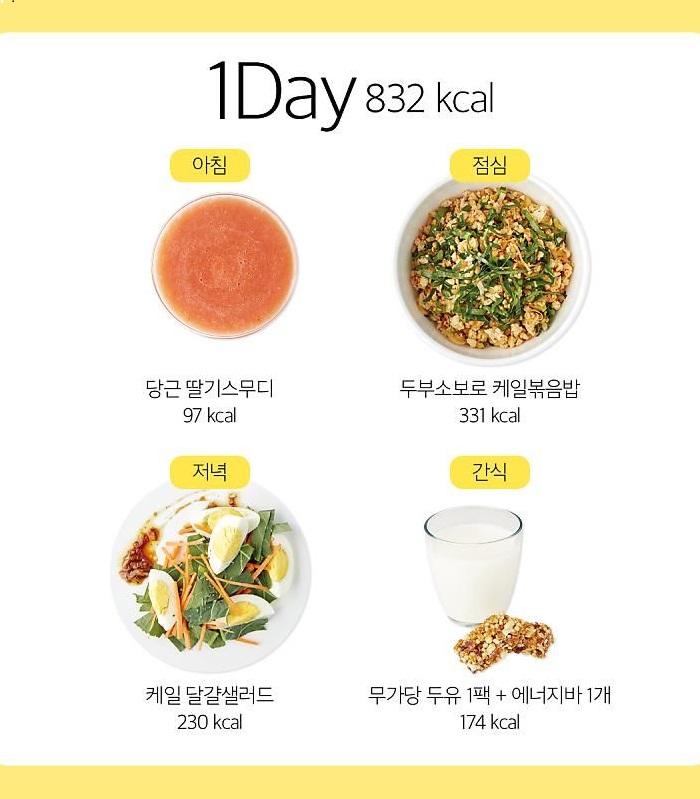 1Day 832 kcal
아침
점심
당근 딸기스무디
97 kcal
두부소보로 케일볶음밥
331 kcal
저녁
간식
케일 달걀샐러드
230 kcal
무가당 두유 1팩 + 에너지바 1개
174 kcal